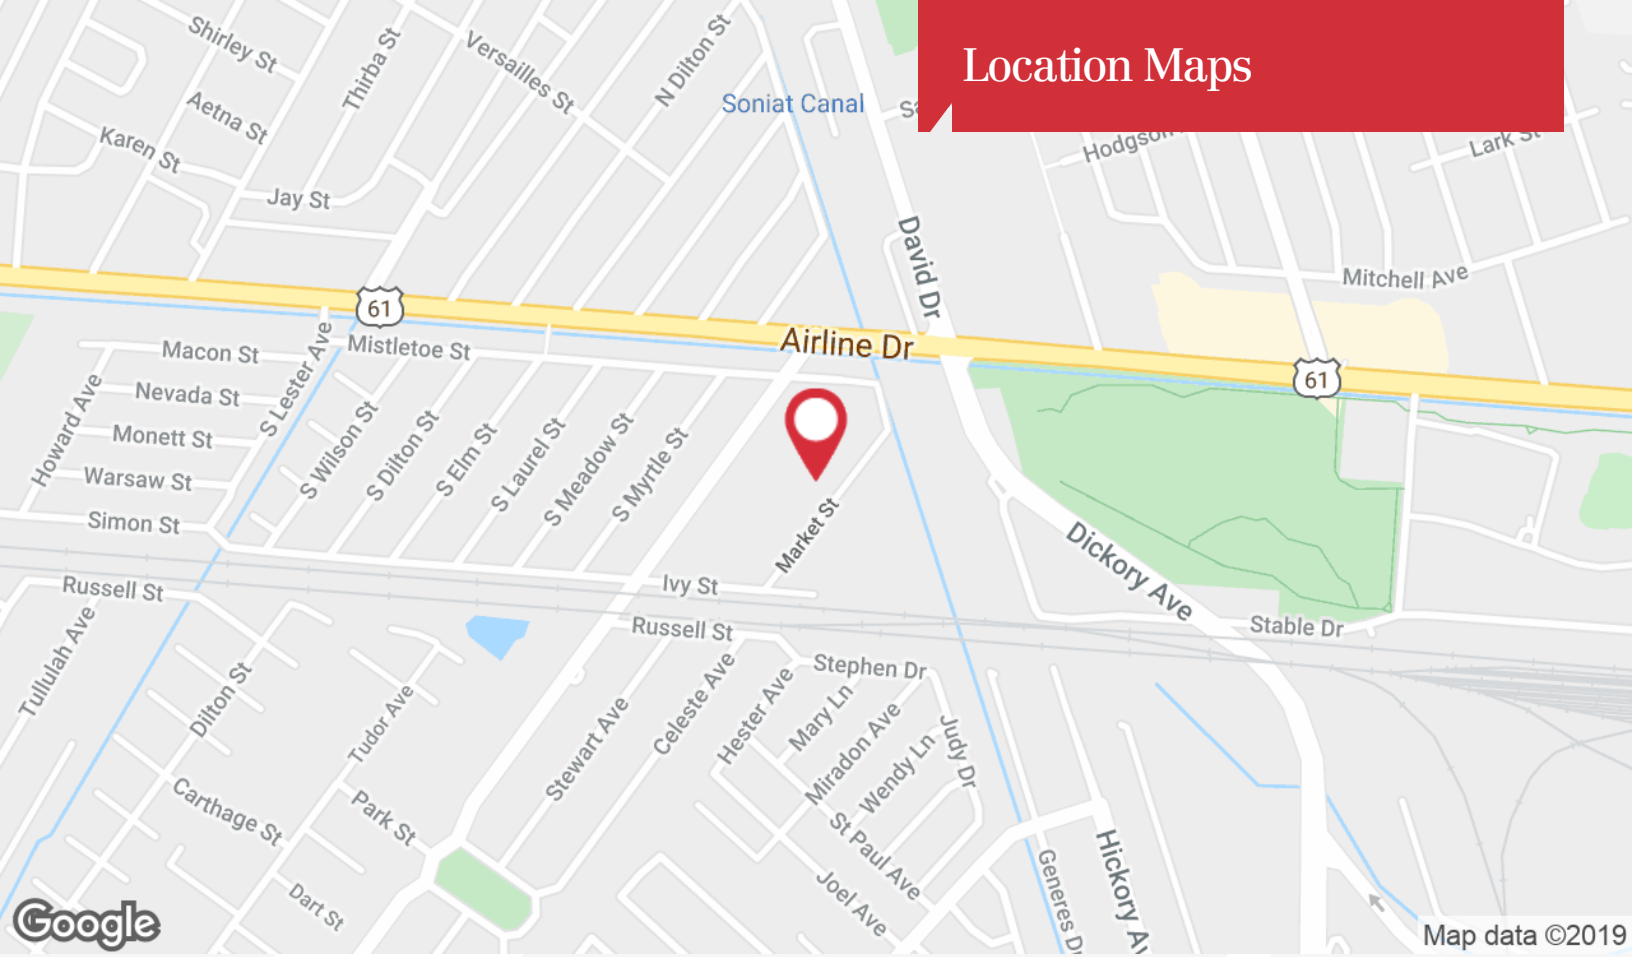 Location Maps
Shirley St
Thirba St
Versailles St
N Dilton St
Soniat Canal
Aetna St
Karen St
Jay St
Hodgson
Lark St
David Dr
Mitchell Ave
61
Airline Dr
61
Macon St
Mistletoe St
S Lester Ave
Nevada St
Howard Ave
Monett St
Warsaw St
Simon St
S Wilson St
S Dilton St
S Elm St
S Laurel St
S Meadow St
S Myrtle St
Market St
Dickory Ave
Ivy St
Russell St
Russell St
Stable Dr
Tullulah Ave
Dilton St
Tudor Ave
Stewart Ave
Celeste Ave
Hester Ave
Stephen Dr
Mary Ln
Miradon Ave
Wendy Ln
Judy Dr
Carthage St
Park St
St Paul Ave
Joel Ave
Dart St
Generes Dr
Hickory Av
Google
Map data ©2019